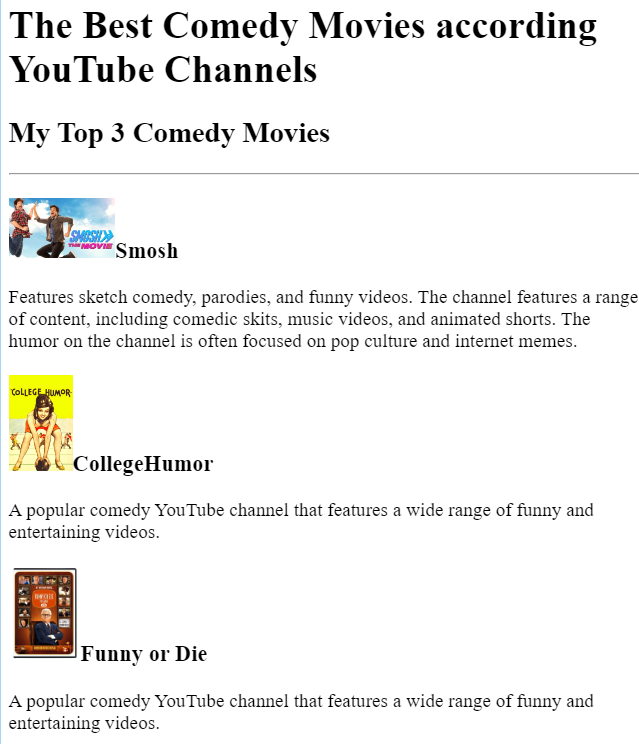 The Best Comedy Movies according
YouTube Channels
My Top 3 Comedy Movies
SMOSH
THE MOVIE
Smosh
Features sketch comedy, parodies, and funny videos. The channel features a range
of content, including comedic skits, music videos, and animated shorts. The
humor on the channel is often focused on pop culture and internet memes.
COLLEGE HUMOR
CollegeHumor
A popular comedy YouTube channel that features a wide range of funny and
entertaining videos.
Funny or Die
A popular comedy YouTube channel that features a wide range of funny and
entertaining videos.